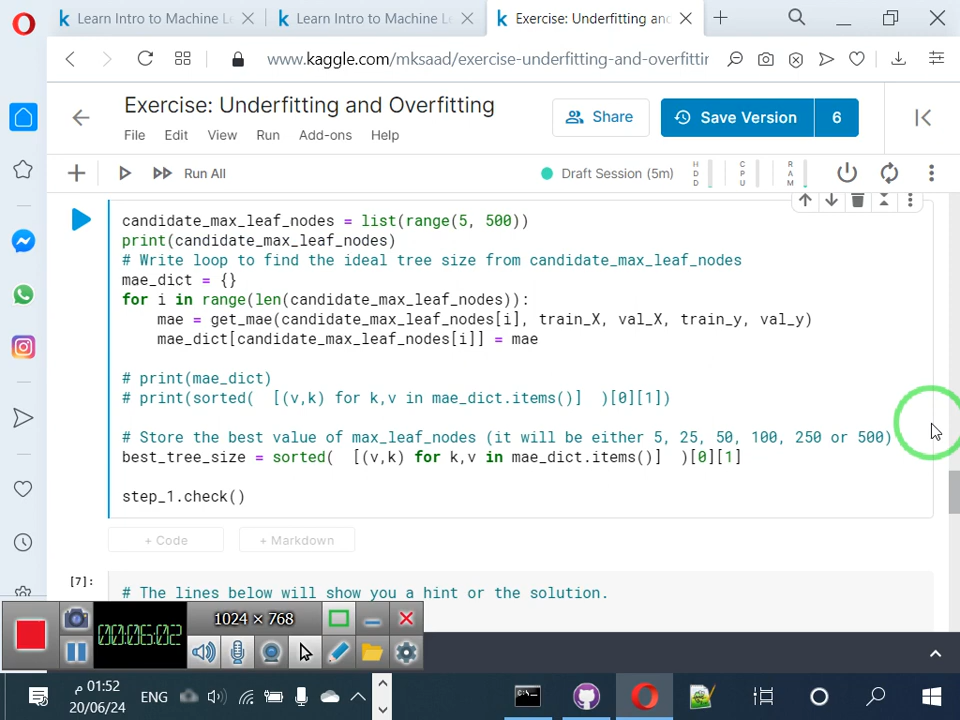 Learn Intro to Machine Le
Learn Intro to Machine Le
Exercise: Underfitting and
www.kaggle.com/mksaad/exercise-underfitting-and-overfittir
Exercise: Underfitting and Overfitting
File Edit View Run Add-ons Help
Share
Save Version 6
Run All
Draft Session (5m)
HDD
CPU
RAM
candidate_max_leaf_nodes = list(range(5, 500))
print(candidate_max_leaf_nodes)
# Write loop to find the ideal tree size from candidate_max_leaf_nodes
mae_dict = {}
for i in range(len(candidate_max_leaf_nodes)):
mae = get_mae(candidate_max_leaf_nodes[i], train_X, val_X, train_y, val_y)
mae_dict[candidate_max_leaf_nodes[i]] = mae
# print(mae_dict)
# print(sorted( [(v,k) for k,v in mae_dict.items()] )[0][1])
# Store the best value of max_leaf_nodes (it will be either 5, 25, 50, 100, 250 or 500)
best_tree_size = sorted( [(v,k) for k,v in mae_dict.items()] )[0][1]
step_1.check()
+ Code + Markdown
[7]:
# The lines below will show you a hint or the solution.
1024 × 768
00:06:02
ENG
01:52 م
20/06/24